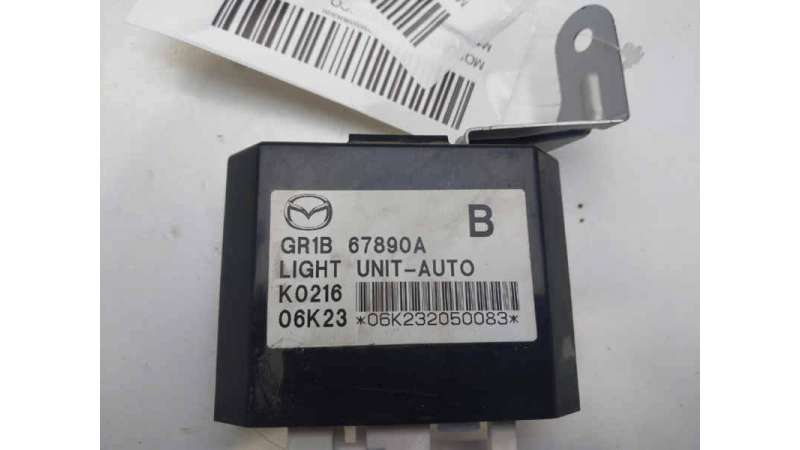 B
GR1B 67890A
LIGHT UNIT-AUTO
K0216
06K23 *06K232050083*